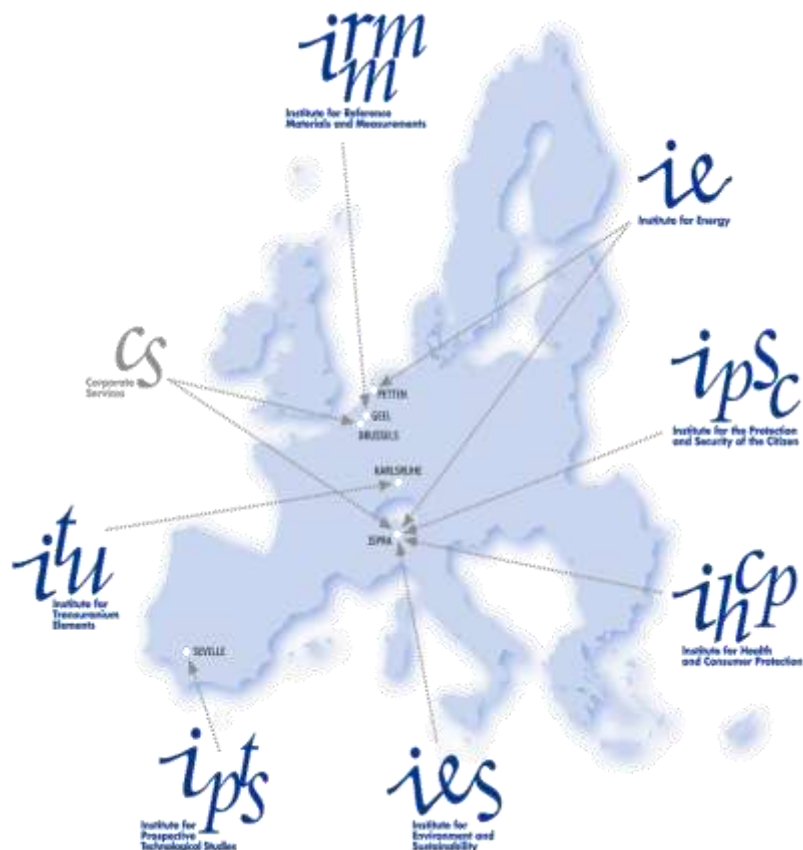 irmm
Institute for Reference
Materials and Measurements
ie
Institute for Energy
cs
Corporate
Services
PETTEN
GEEL
BRUSSELS
ipsc
Institute for the Protection
and Security of the Citizen
KARLSRUHE
ISPRA
itu
Institute for
Transuranium
Elements
ihcp
Institute for Health
and Consumer Protection
SEVILLE
ipts
Institute for
Prospective
Technological Studies
ies
Institute for
Environment and
Sustainability